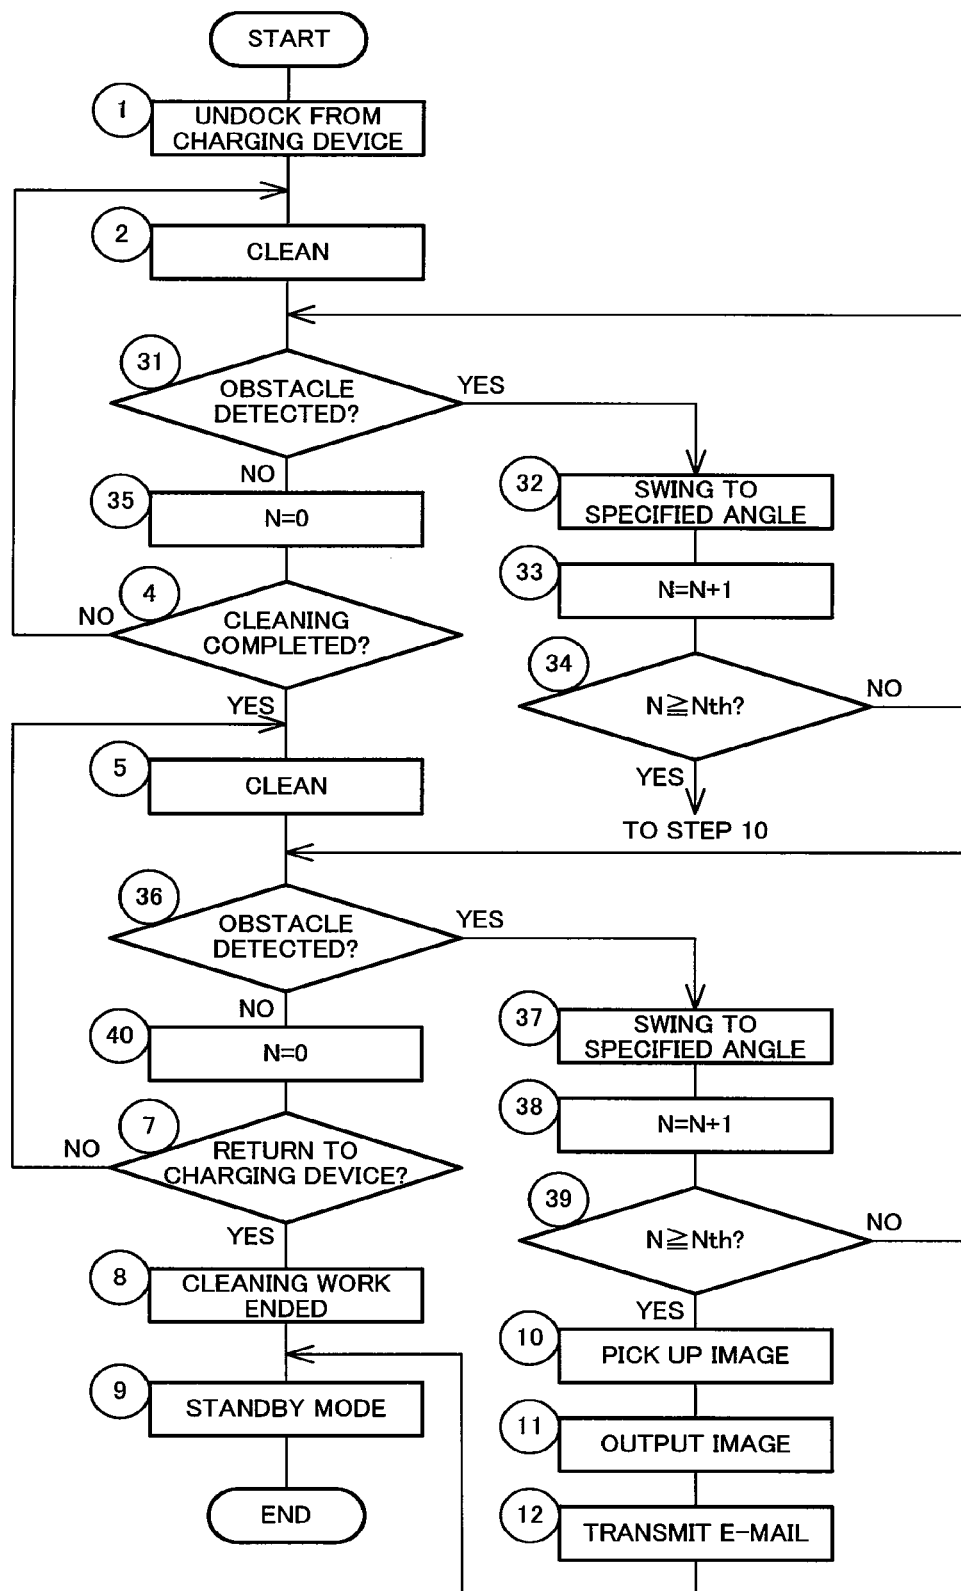 START
1
UNDOCK FROM
CHARGING DEVICE
2
CLEAN
31
OBSTACLE
DETECTED?
YES
NO
32
SWING TO
SPECIFIED ANGLE
35
N=0
33
N=N+1
4
CLEANING
COMPLETED?
NO
YES
34
N≧Nth?
NO
YES
TO STEP 10
5
CLEAN
36
OBSTACLE
DETECTED?
YES
NO
37
SWING TO
SPECIFIED ANGLE
40
N=0
38
N=N+1
7
RETURN TO
CHARGING DEVICE?
NO
YES
39
N≧Nth?
NO
YES
8
CLEANING WORK
ENDED
10
PICK UP IMAGE
9
STANDBY MODE
11
OUTPUT IMAGE
END
12
TRANSMIT E-MAIL